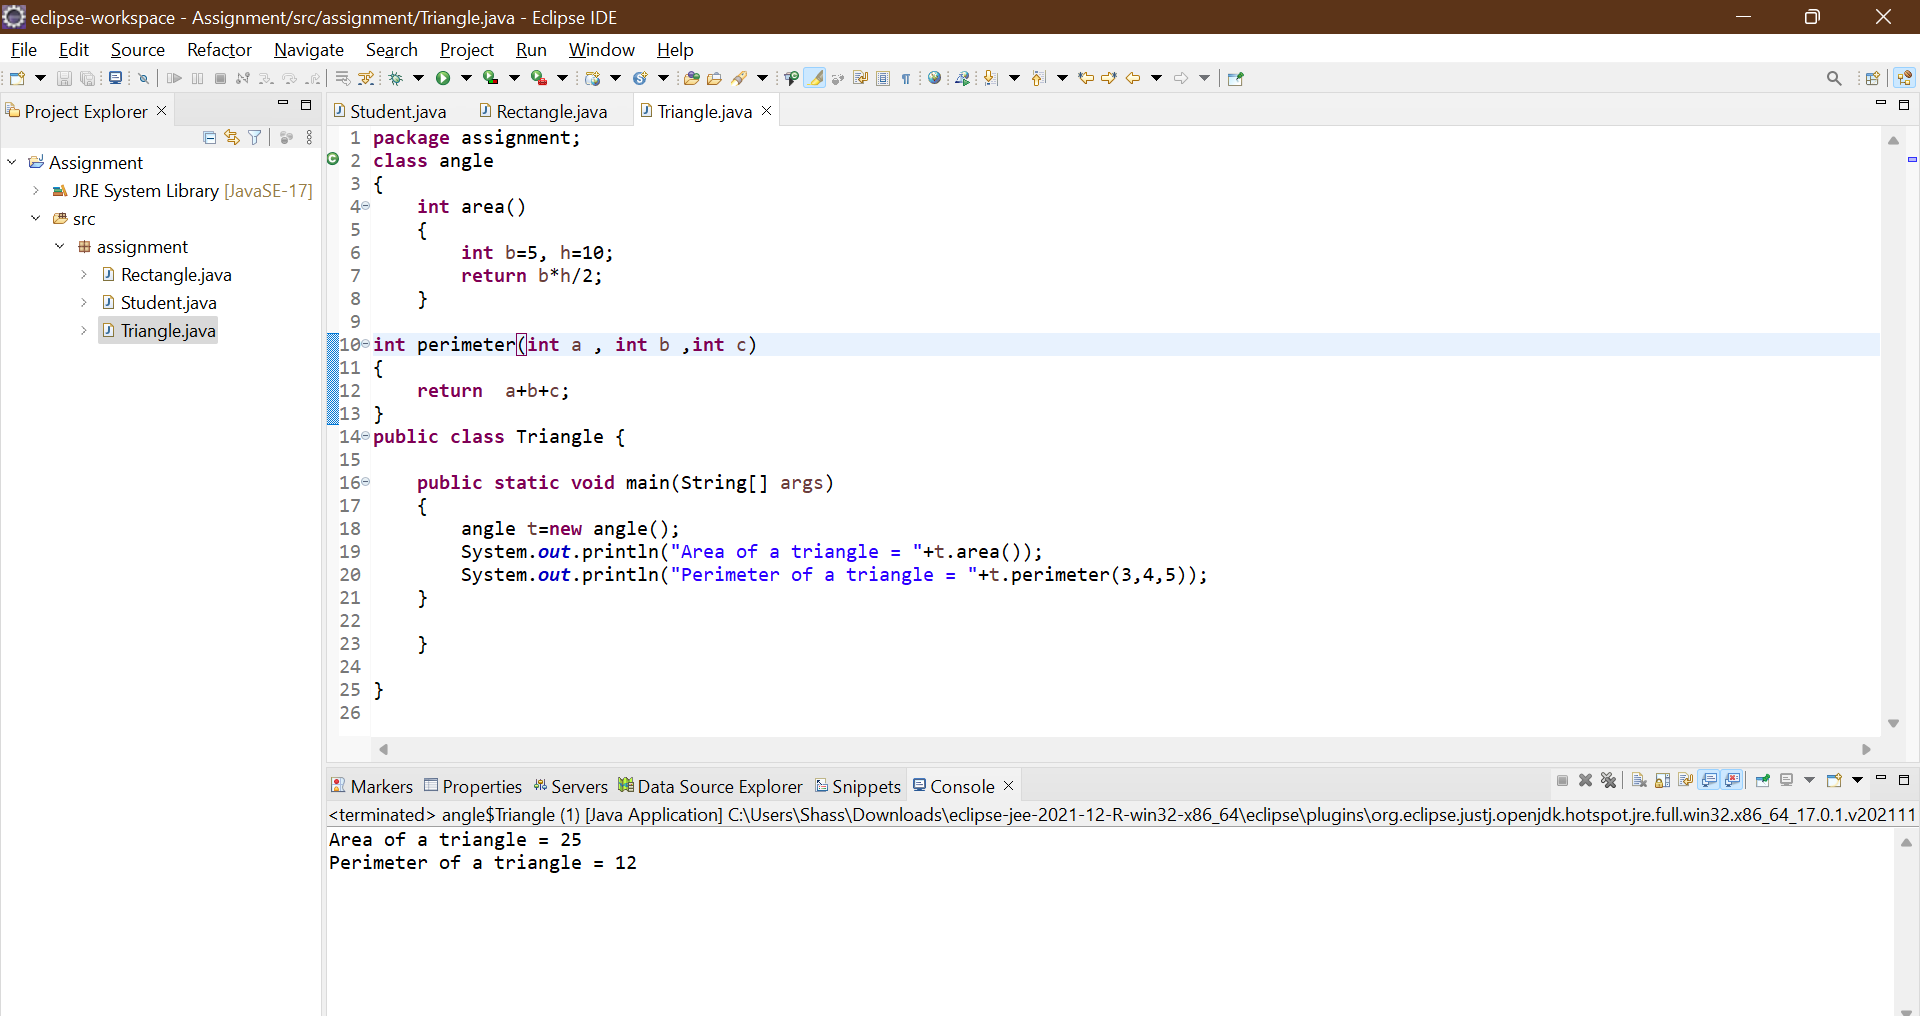 eclipse-workspace - Assignment/src/assignment/Triangle.java - Eclipse IDE
File Edit Source Refactor Navigate Search Project Run Window Help
Project Explorer
Assignment
JRE System Library [JavaSE-17]
src
assignment
Rectangle.java
Student.java
Triangle.java
Student.java Rectangle.java Triangle.java
1 package assignment;
2 class angle
3 {
4 int area()
5 {
6 int b=5, h=10;
7 return b*h/2;
8 }
9
10 int perimeter(int a , int b ,int c)
11 {
12 return  a+b+c;
13 }
14 public class Triangle {
15
16 public static void main(String[] args)
17 {
18 angle t=new angle();
19 System.out.println("Area of a triangle = "+t.area());
20 System.out.println("Perimeter of a triangle = "+t.perimeter(3,4,5));
21 }
22
23 }
24
25 }
26
Markers Properties Servers Data Source Explorer Snippets Console
<terminated> angle$Triangle (1) [Java Application] C:\Users\Shass\Downloads\eclipse-jee-2021-12-R-win32-x86_64\eclipse\plugins\org.eclipse.justj.openjdk.hotspot.jre.full.win32.x86_64_17.0.1.v202111
Area of a triangle = 25
Perimeter of a triangle = 12